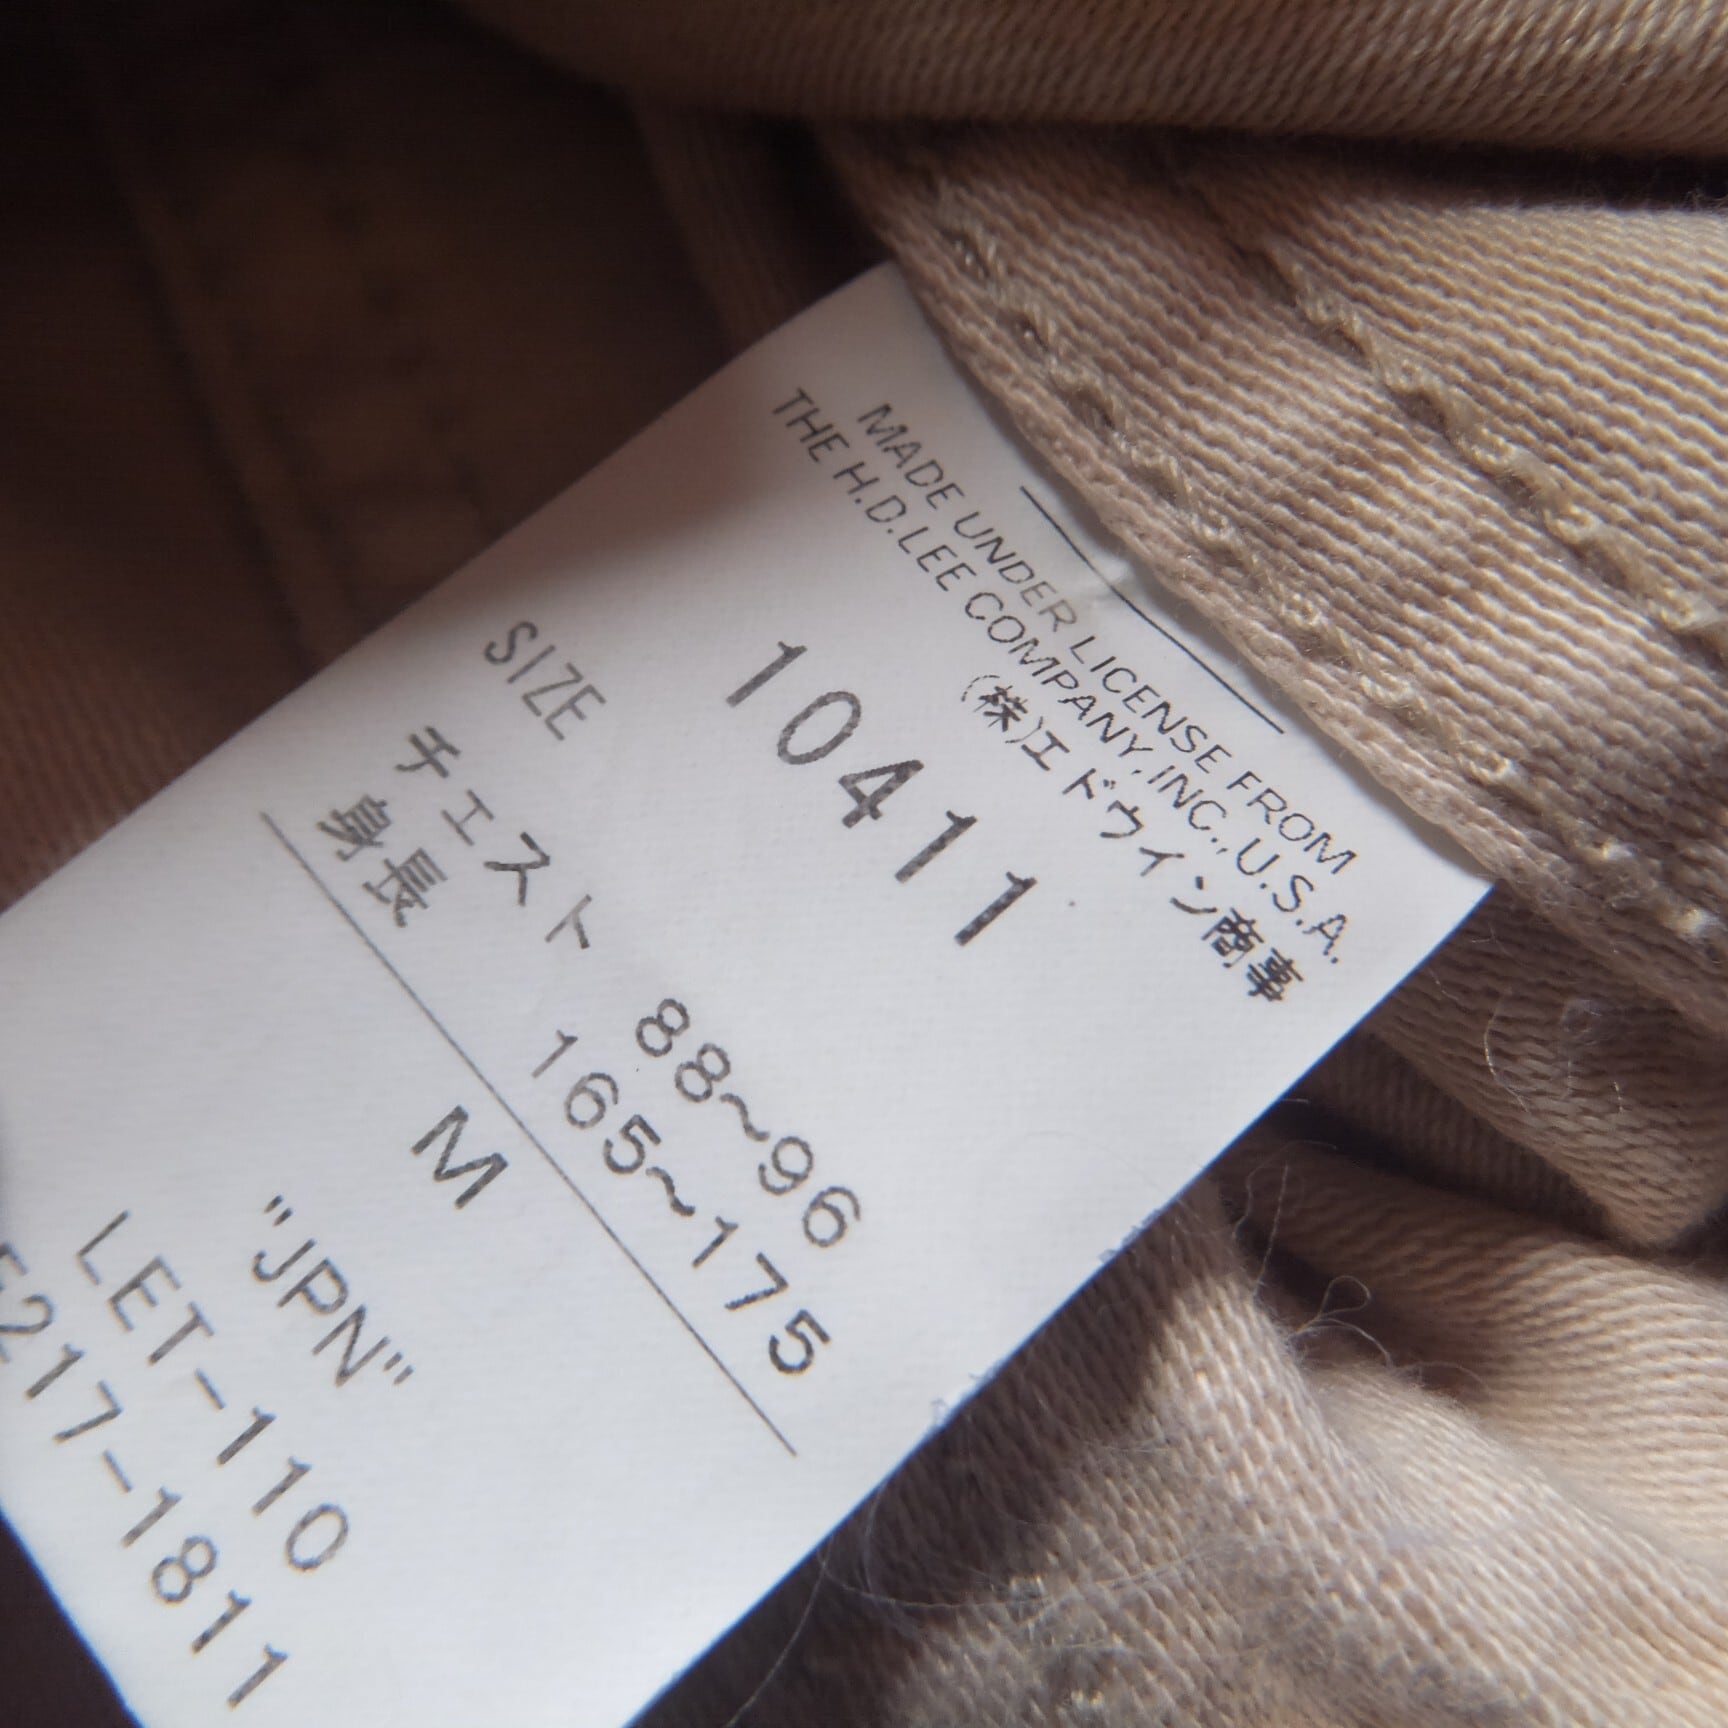 MADE UNDER LICENSE FROM
THE H.D.LEE COMPANY,INC.,U.S.A.
(株)エドウイン商事
10411
SIZE
チェスト 88~96
身長 165~175
M
"JPN"
LET-110
217-1811